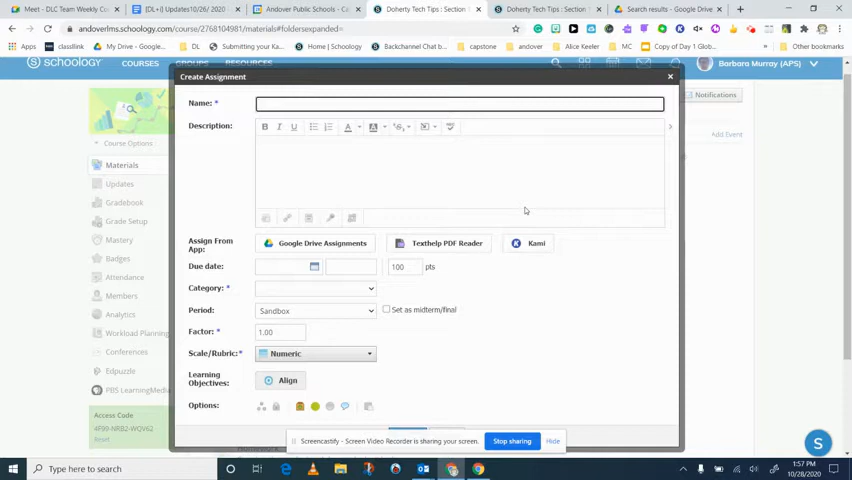 Meet - DLC Team Weekly Co
[DL+I) Updates10/26/ 2020
Andover Public Schools - Ca
Doherty Tech Tips : Section
Doherty Tech Tips : Section
Search results - Google Drive
andoverlms.schoology.com/course/2768104981/materials#foldersexpanded=
Apps
classlink
My Drive - Google...
DL
Submitting your Ka...
Home | Schoology
Backchannel Chat b...
capstone
andover
Alice Keeler
MC
Copy of Day 1 Goals
Other bookmarks
schoology
COURSES
GROUPS
RESOURCES
Barbara Murray (APS)
Create Assignment
Notifications
Add Event
Name: *
Description:
B I U
Course Options
Materials
Updates
Gradebook
Grade Setup
Mastery
Badges
Attendance
Members
Analytics
Workload Planning
Conferences
Edpuzzle
PBS LearningMedia
Assign From App:
Google Drive Assignments
Texthelp PDF Reader
Kami
Due date:
100 pts
Category: *
Period:
Sandbox
Set as midterm/final
Factor: *
1.00
Scale/Rubric: *
Numeric
Learning Objectives:
Align
Options:
Access Code
4F90-NRB2-WQV62
Reset
Screencastify - Screen Video Recorder is sharing your screen.
Stop sharing
Hide
S
Type here to search
1:57 PM
10/28/2020